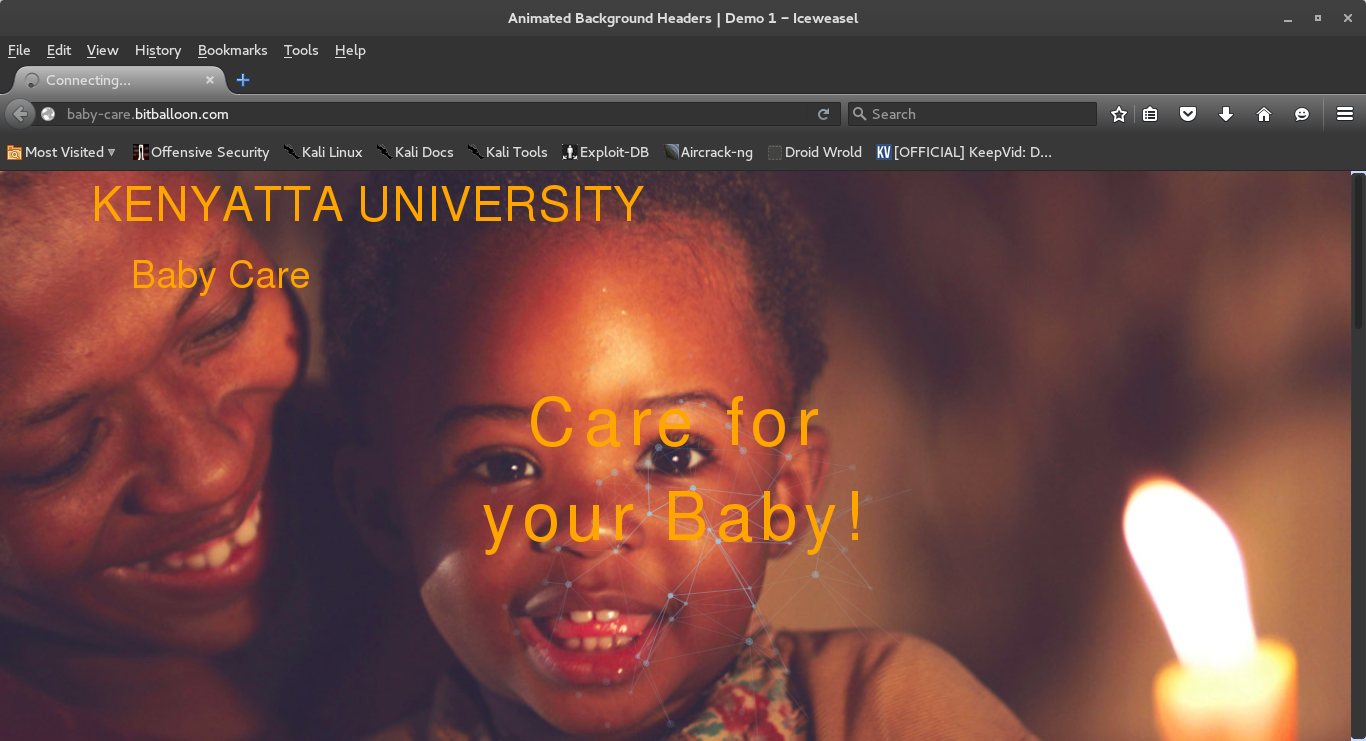 Animated Background Headers | Demo 1 – Iceweasel
File Edit View History Bookmarks Tools Help
Connecting...
baby-care.bitballoon.com Search
Most Visited Offensive Security Kali Linux Kali Docs Kali Tools Exploit-DB Aircrack-ng Droid Wrold KV [OFFICIAL] KeepVid: D...
KENYATTA UNIVERSITY
Baby Care
Care for
your Baby!